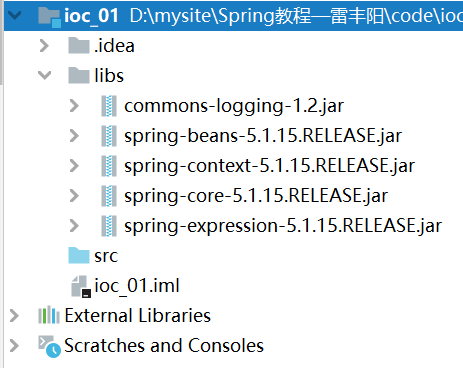 ioc_01 D:\mysite\Spring教程—雷丰阳\code\ioc
.idea
libs
commons-logging-1.2.jar
spring-beans-5.1.15.RELEASE.jar
spring-context-5.1.15.RELEASE.jar
spring-core-5.1.15.RELEASE.jar
spring-expression-5.1.15.RELEASE.jar
src
ioc_01.iml
External Libraries
Scratches and Consoles